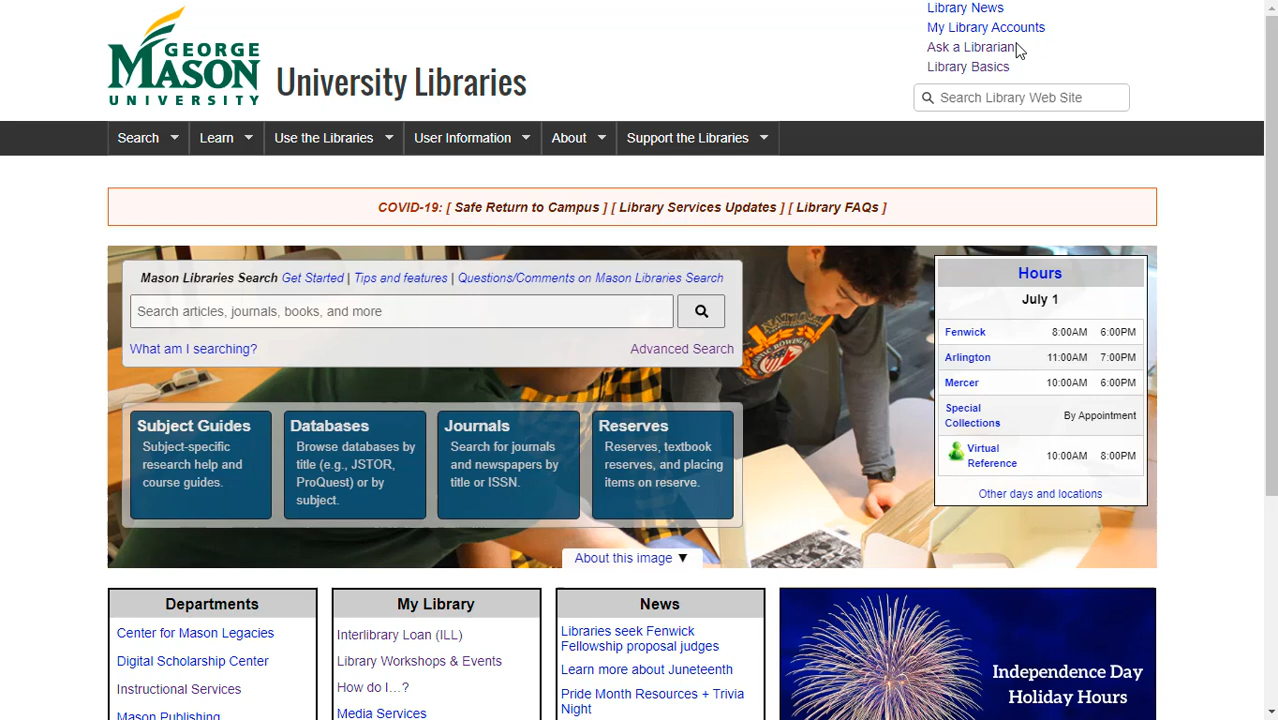 Library News
My Library Accounts
Ask a Librarian
Library Basics
GEORGE
MASON
UNIVERSITY
University Libraries
Search Library Web Site
Search
Learn
Use the Libraries
User Information
About
Support the Libraries
COVID-19: [ Safe Return to Campus ] [ Library Services Updates ] [ Library FAQs ]
Mason Libraries Search Get Started | Tips and features | Questions/Comments on Mason Libraries Search
Search articles, journals, books, and more
What am I searching?
Advanced Search
Subject Guides
Subject-specific
research help and
course guides.
Databases
Browse databases by
title (e.g., JSTOR,
ProQuest) or by
subject.
Journals
Search for journals
and newspapers by
title or ISSN.
Reserves
Reserves, textbook
reserves, and placing
items on reserve.
About this image ▼
Hours
July 1
Fenwick 8:00AM 6:00PM
Arlington 11:00AM 7:00PM
Mercer 10:00AM 6:00PM
Special
Collections
By Appointment
Virtual
Reference
10:00AM 8:00PM
Other days and locations
Departments
Center for Mason Legacies
Digital Scholarship Center
Instructional Services
Mason Publishing
My Library
Interlibrary Loan (ILL)
Library Workshops & Events
How do I…?
Media Services
News
Libraries seek Fenwick
Fellowship proposal judges
Learn more about Juneteenth
Pride Month Resources + Trivia
Night
Independence Day
Holiday Hours